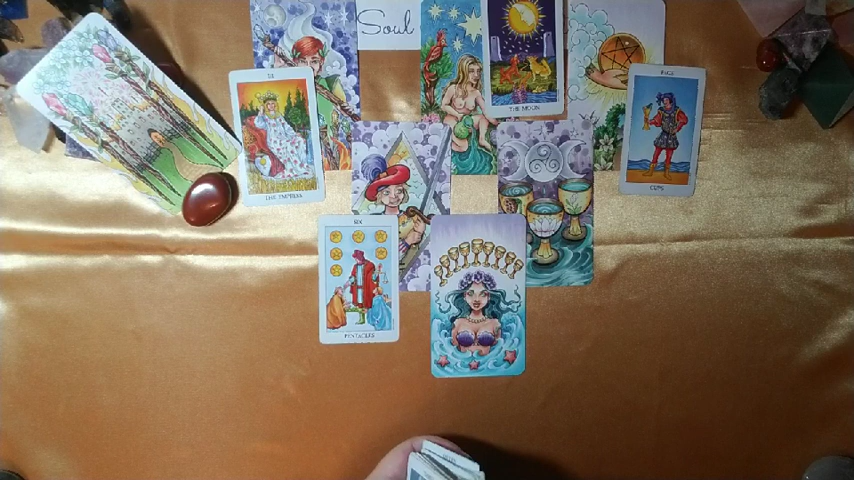 Soul
THE MOON
III
THE EMPRESS
PAGE
CUPS
SIX
PENTACLES